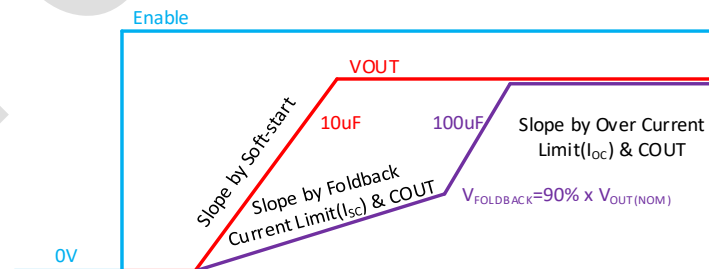 Enable
VOUT
Slope by Soft-start
10uF
100uF
Slope by Over Current
Limit(IOC) & COUT
Slope by Foldback
Current Limit(ISC) & COUT
VFOLDBACK=90% x VOUT(NOM)
0V